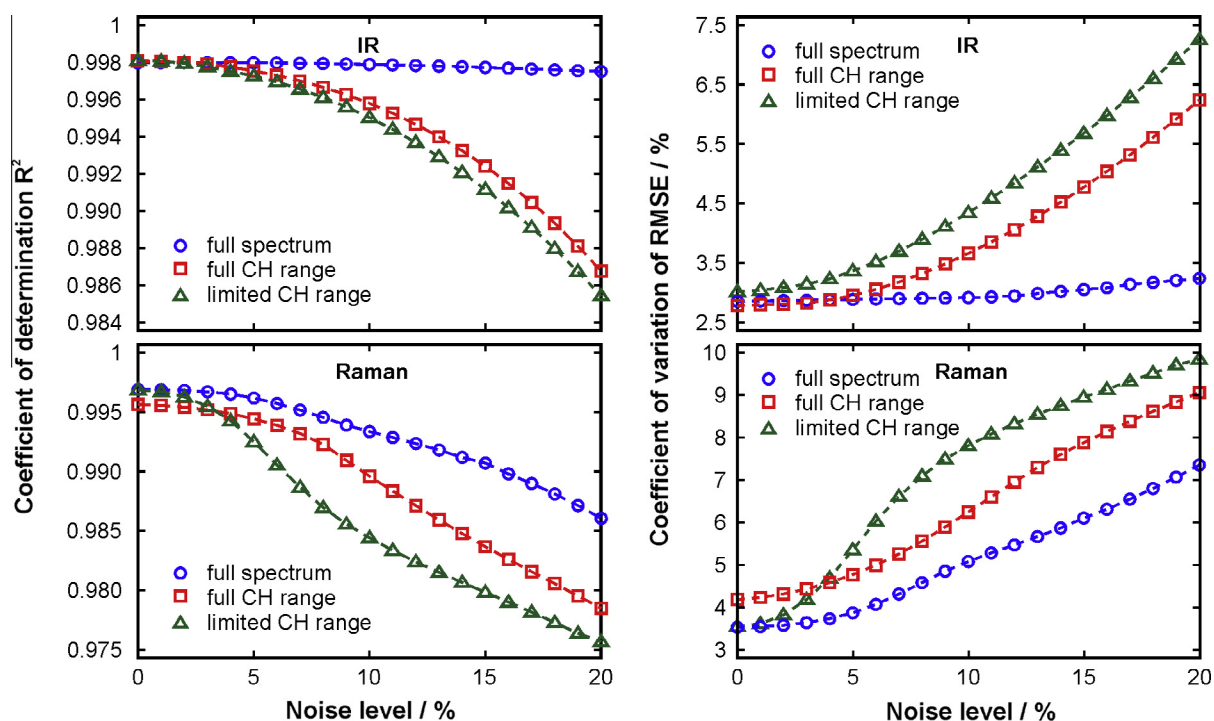 Coefficient of determination R²
1
0.998
0.996
0.994
0.992
0.990
0.988
0.986
0.984
IR
full spectrum
full CH range
limited CH range
1
0.995
0.990
0.985
0.980
0.975
Raman
full spectrum
full CH range
limited CH range
0 5 10 15 20
Noise level / %
Coefficient of variation of RMSE / %
7.5
6.5
5.5
4.5
3.5
2.5
IR
full spectrum
full CH range
limited CH range
10
9
8
7
6
5
4
3
Raman
full spectrum
full CH range
limited CH range
0 5 10 15 20
Noise level / %